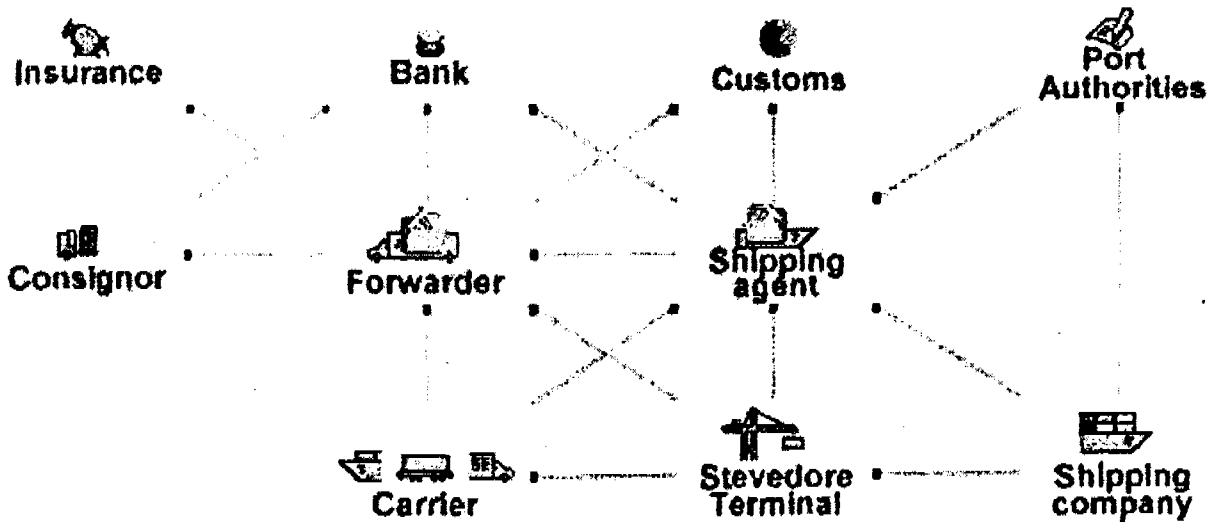 Insurance
Bank
Customs
Port
Authorities
Consignor
Forwarder
Shipping
agent
Carrier
Stevedore
Terminal
Shipping
company